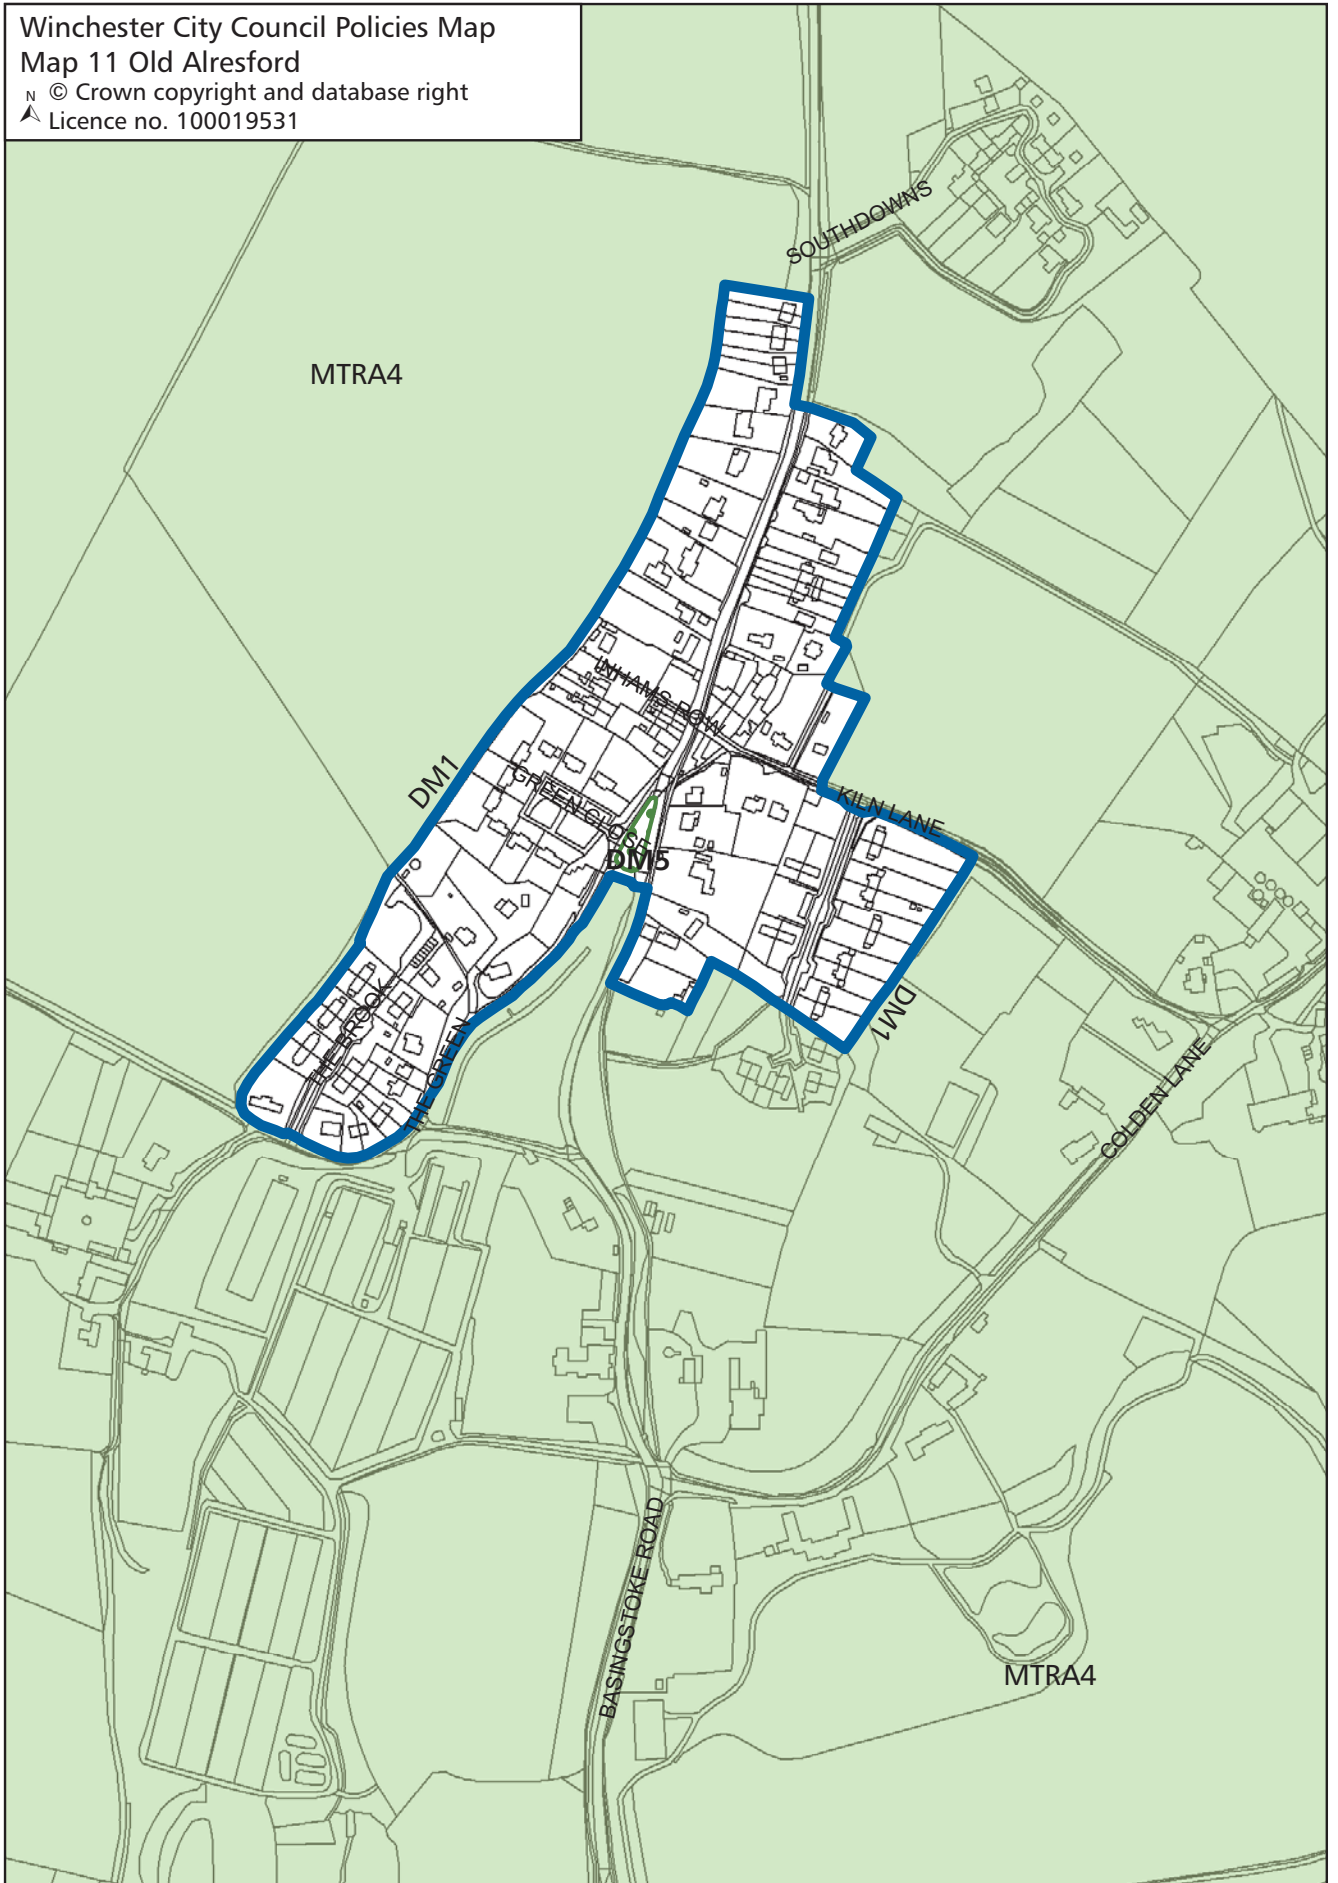 Winchester City Council Policies Map
Map 11 Old Alresford
N © Crown copyright and database right
Licence no. 100019531
SOUTHDOWNS
MTRA4
INHAMS ROW
DM1
GREEN CLOSE
KILN LANE
DM5
DM1
THE BROOK
THE GREEN
COLDEN LANE
BASINGSTOKE ROAD
MTRA4